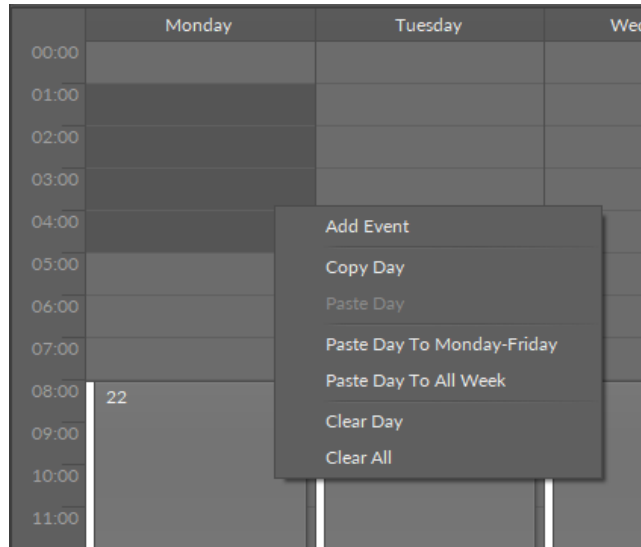 Monday Tuesday Wed
00:00
01:00
02:00
03:00
04:00
Add Event
05:00
Copy Day
06:00
Paste Day
07:00
Paste Day To Monday-Friday
Paste Day To All Week
08:00
22
09:00
Clear Day
10:00
Clear All
11:00